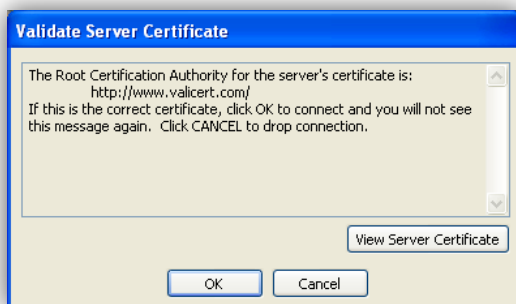 Validate Server Certificate
The Root Certification Authority for the server's certificate is:
http://www.valicert.com/
If this is the correct certificate, click OK to connect and you will not see
this message again.  Click CANCEL to drop connection.
View Server Certificate
OK
Cancel